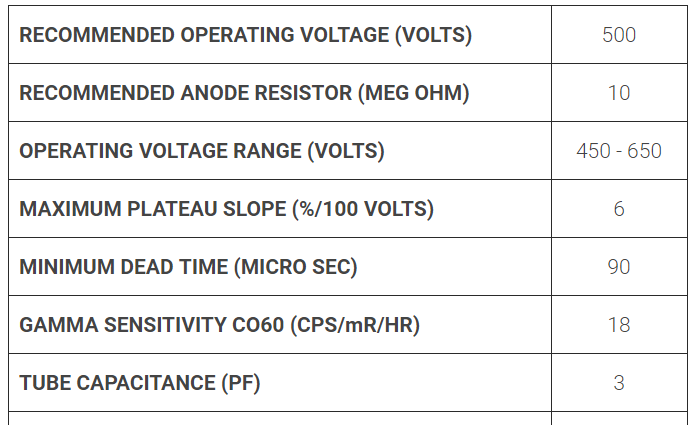 RECOMMENDED OPERATING VOLTAGE (VOLTS) 500
RECOMMENDED ANODE RESISTOR (MEG OHM) 10
OPERATING VOLTAGE RANGE (VOLTS) 450 - 650
MAXIMUM PLATEAU SLOPE (%/100 VOLTS) 6
MINIMUM DEAD TIME (MICRO SEC) 90
GAMMA SENSITIVITY CO60 (CPS/mR/HR) 18
TUBE CAPACITANCE (PF) 3